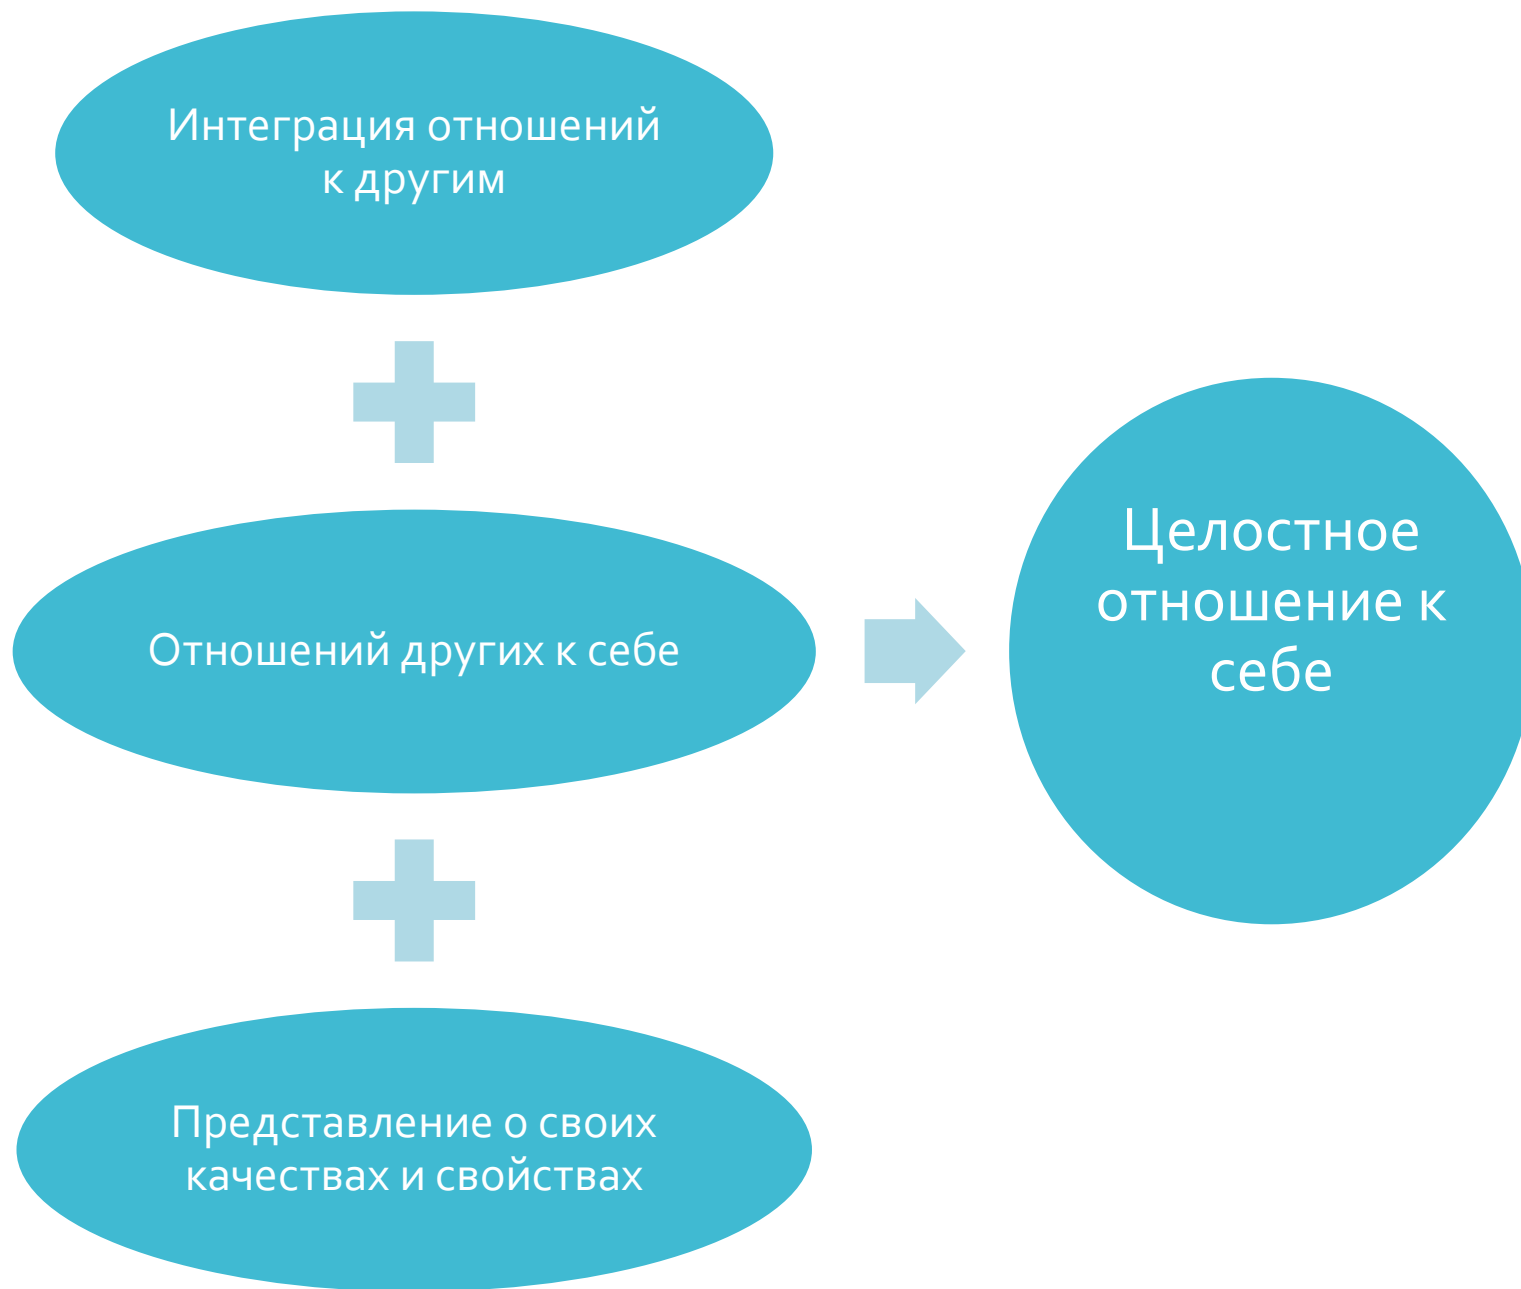 Интеграция отношений
к другим
Отношений других к себе
Представление о своих
качествах и свойствах
Целостное
отношение к
себе